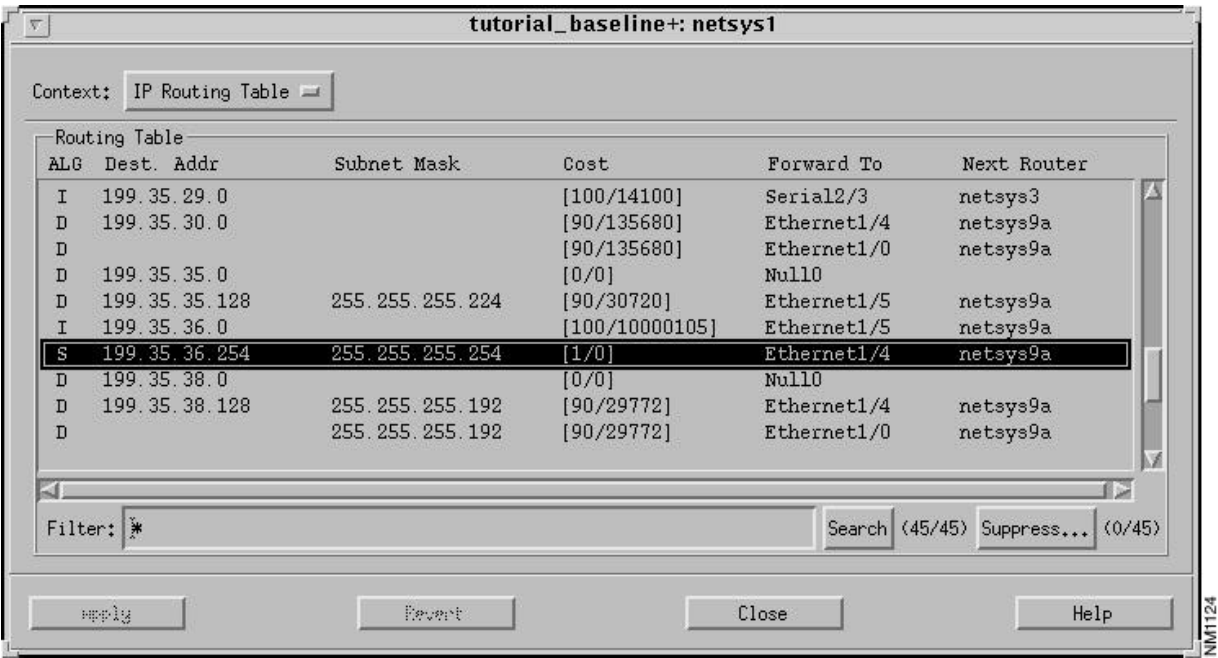 tutorial_baseline+: netsys1
Context: IP Routing Table
Routing Table
ALG Dest. Addr Subnet Mask Cost Forward To Next Router
I 199.35.29.0 [100/14100] Serial2/3 netsys3
D 199.35.30.0 [90/135680] Ethernet1/4 netsys9a
D [90/135680] Ethernet1/0 netsys9a
D 199.35.35.0 [0/0] Null0
D 199.35.35.128 255.255.255.224 [90/30720] Ethernet1/5 netsys9a
I 199.35.36.0 [100/10000105] Ethernet1/5 netsys9a
S 199.35.36.254 255.255.255.254 [1/0] Ethernet1/4 netsys9a
D 199.35.38.0 [0/0] Null0
D 199.35.38.128 255.255.255.192 [90/29772] Ethernet1/4 netsys9a
D 255.255.255.192 [90/29772] Ethernet1/0 netsys9a
Filter: * Search (45/45) Suppress... (0/45)
Apply Revert Close Help
NM1124